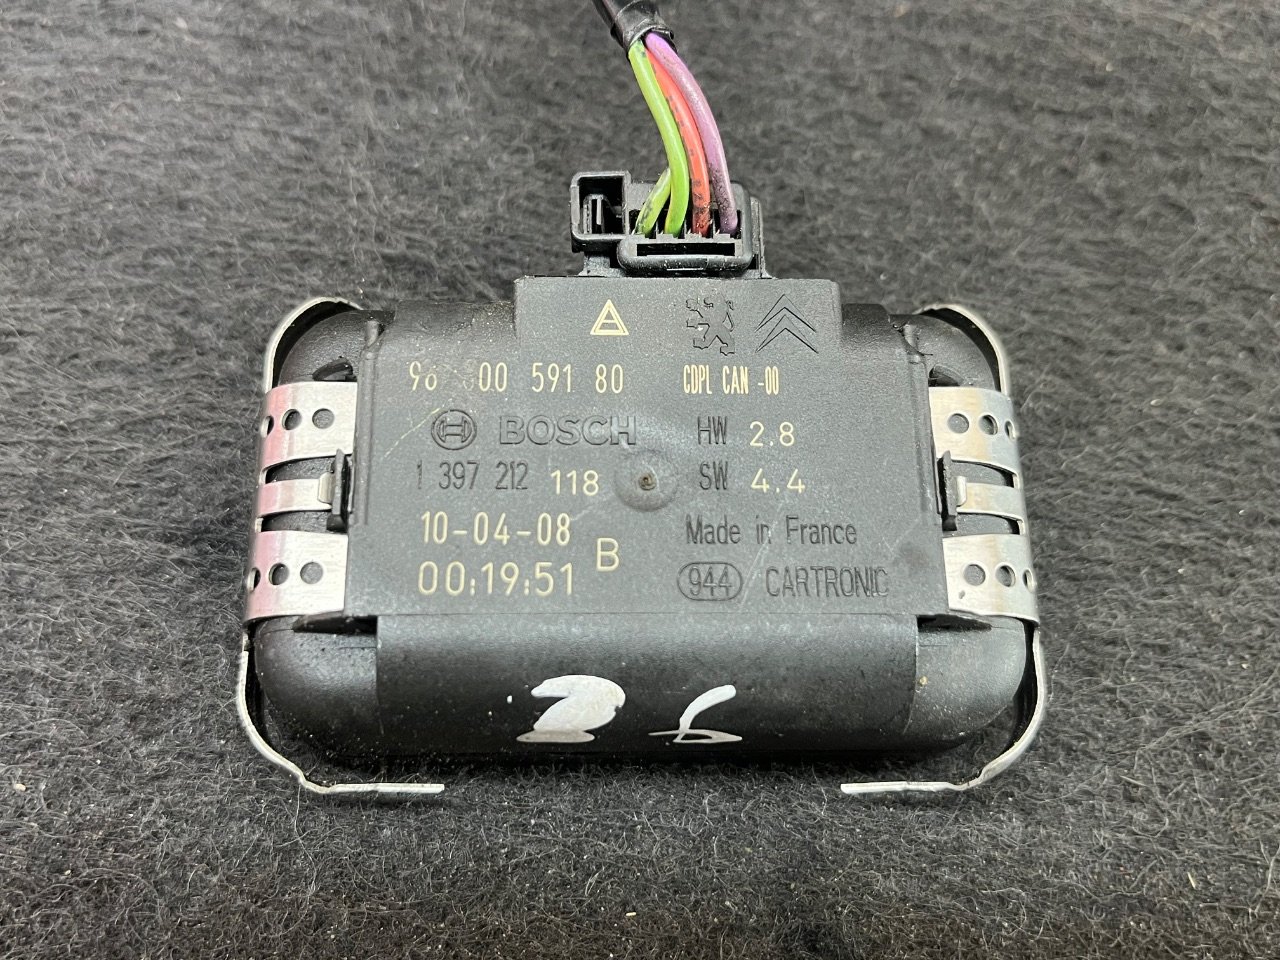 A
00 591 80 CDPL CAN -00
BOSCH HW 2.8
1 397 212 118 SW 4.4
10-04-08 Made in France
00:19:51 B 944 CARTRONIC
36